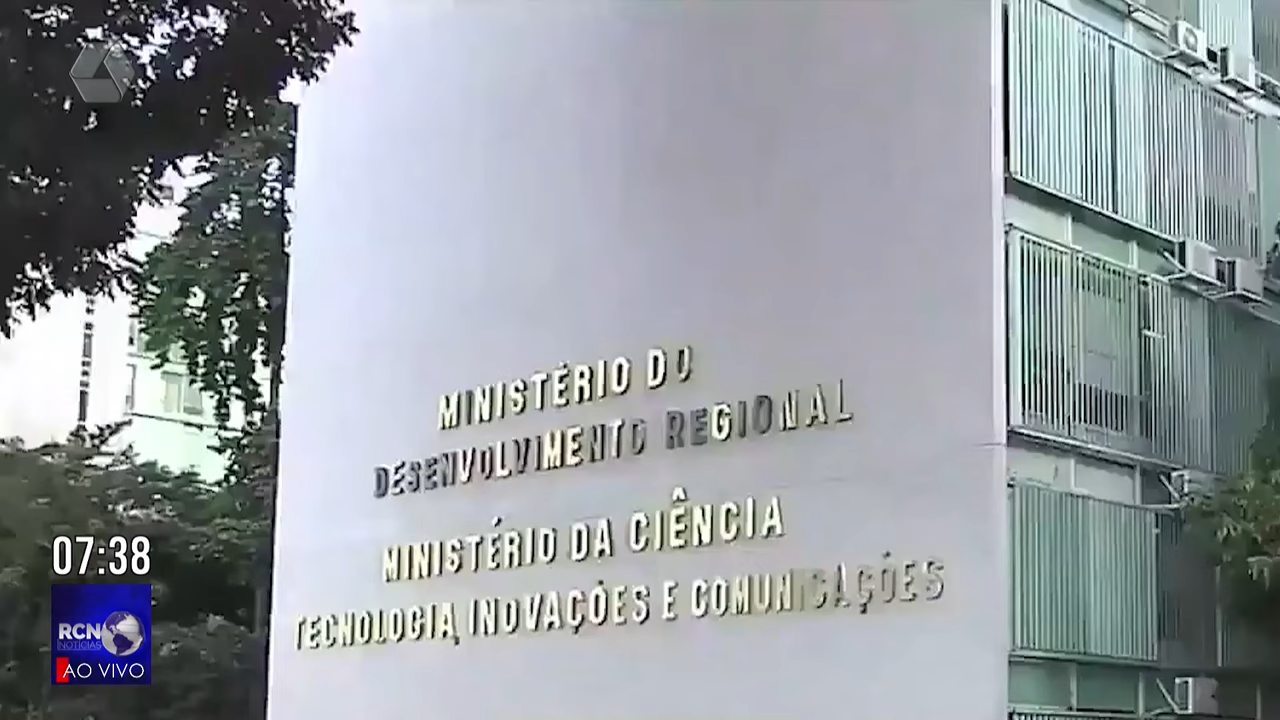 MINISTÉRIO DO
DESENVOLVIMENTO REGIONAL
MINISTÉRIO DA CIÊNCIA
TECNOLOGIA, INOVAÇÕES E COMUNICAÇÕES
07:38
RCN
NOTÍCIAS
AO VIVO